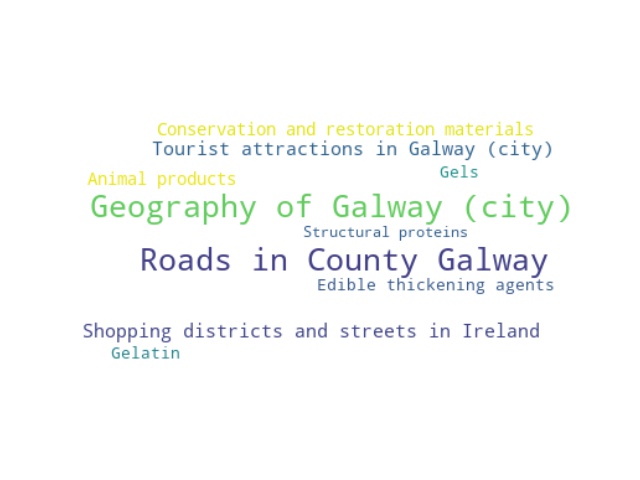 Conservation and restoration materials
Tourist attractions in Galway (city)
Gels
Animal products
Geography of Galway (city)
Structural proteins
Roads in County Galway
Edible thickening agents
Shopping districts and streets in Ireland
Gelatin